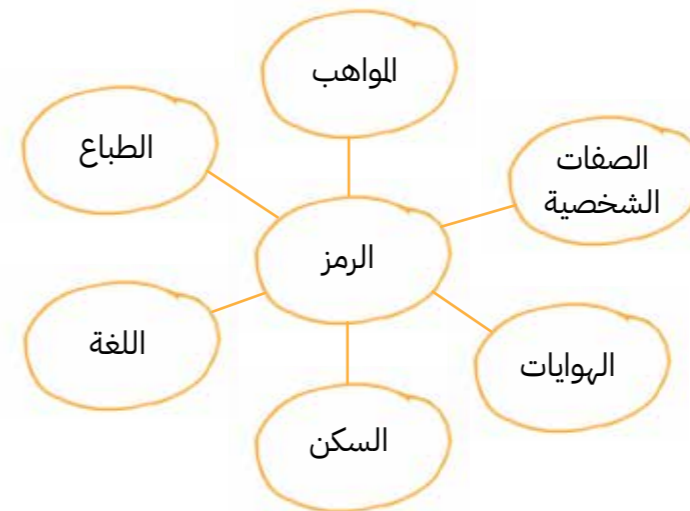 المواهب
الصفات
الشخصية
الطباع
الرمز
اللغة
الهوايات
السكن